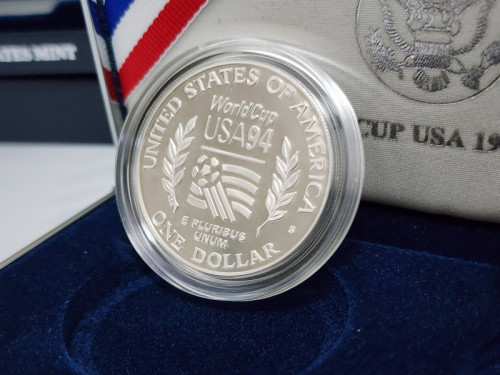 UNITED STATES OF AMERICA
WorldCup
USA94
E PLURIBUS
UNUM
S
ONE DOLLAR
CUP USA 19
ATES MINT